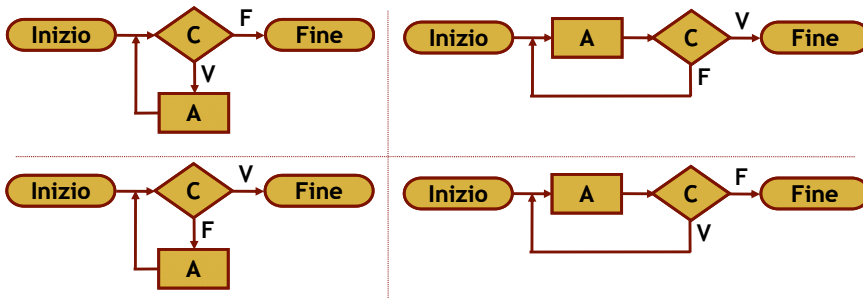 Inizio C F Fine
V
A
Inizio A C V Fine
F
Inizio C V Fine
F
A
Inizio A C F Fine
V